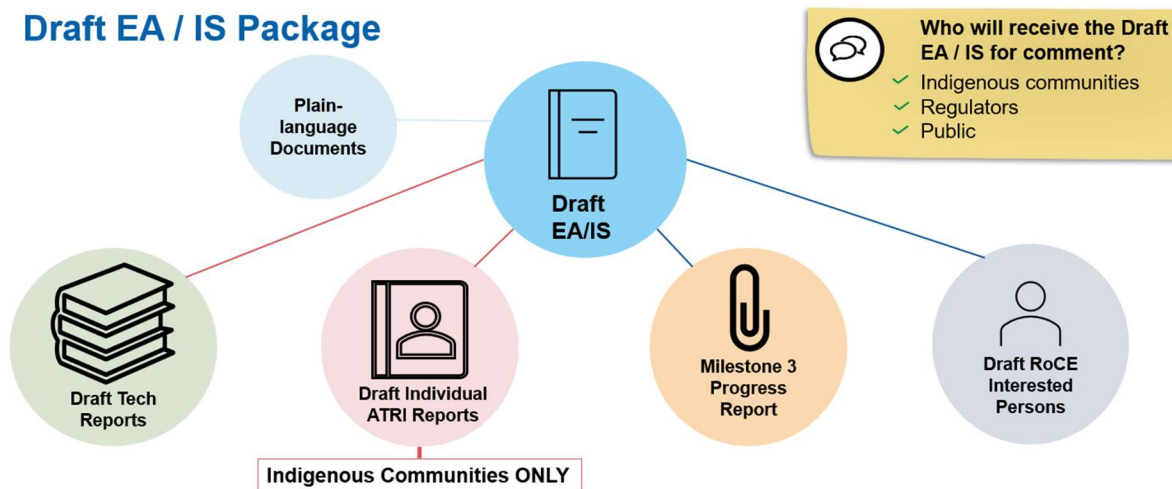 Draft EA / IS Package
Who will receive the Draft
EA / IS for comment?
Indigenous communities
Regulators
Public
Plain-
language
Documents
Draft
EA/IS
Draft Tech
Reports
Draft Individual
ATRI Reports
Milestone 3
Progress
Report
Draft RoCE
Interested
Persons
Indigenous Communities ONLY